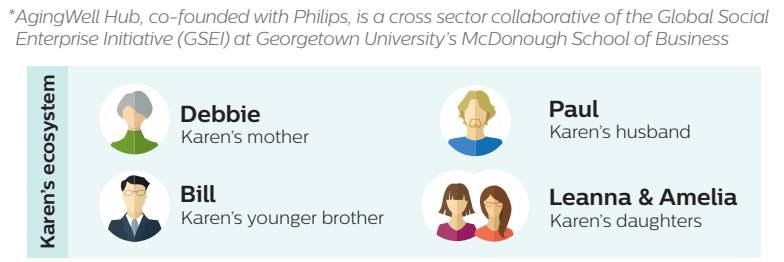 *AgingWell Hub, co-founded with Philips, is a cross sector collaborative of the Global Social
Enterprise Initiative (GSEI) at Georgetown University's McDonough School of Business
Karen's ecosystem
Debbie
Karen's mother
Paul
Karen's husband
Bill
Karen's younger brother
Leanna & Amelia
Karen's daughters